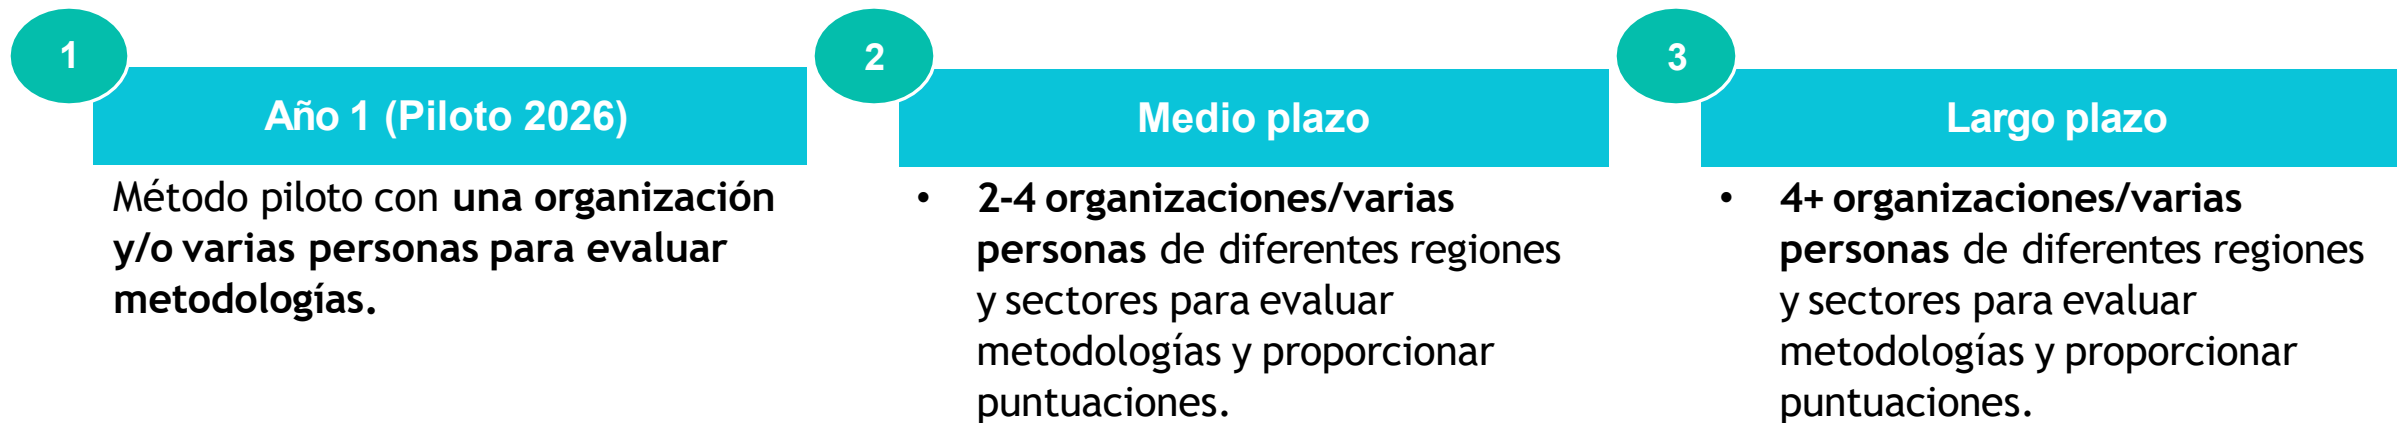 1
Año 1 (Piloto 2026)
Método piloto con una organización
y/o varias personas para evaluar
metodologías.
2
Medio plazo
• 2-4 organizaciones/varias
personas de diferentes regiones
y sectores para evaluar
metodologías y proporcionar
puntuaciones.
3
Largo plazo
• 4+ organizaciones/varias
personas de diferentes regiones
y sectores para evaluar
metodologías y proporcionar
puntuaciones.